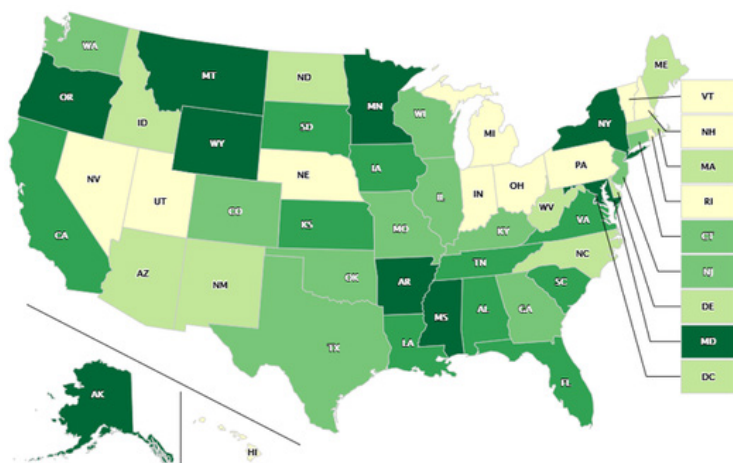 WA
ME
MT
ND
VT
OR
MN
ID
WI
NY
NH
SD
WY
MI
MA
IA
PA
NE
RI
NV
OH
IN
IL
UT
WV
CO
CT
KS
MO
KY
VA
CA
NJ
NC
TN
OK
AZ
NM
AR
SC
DE
MS
AL
GA
MD
TX
LA
DC
FL
AK
HI